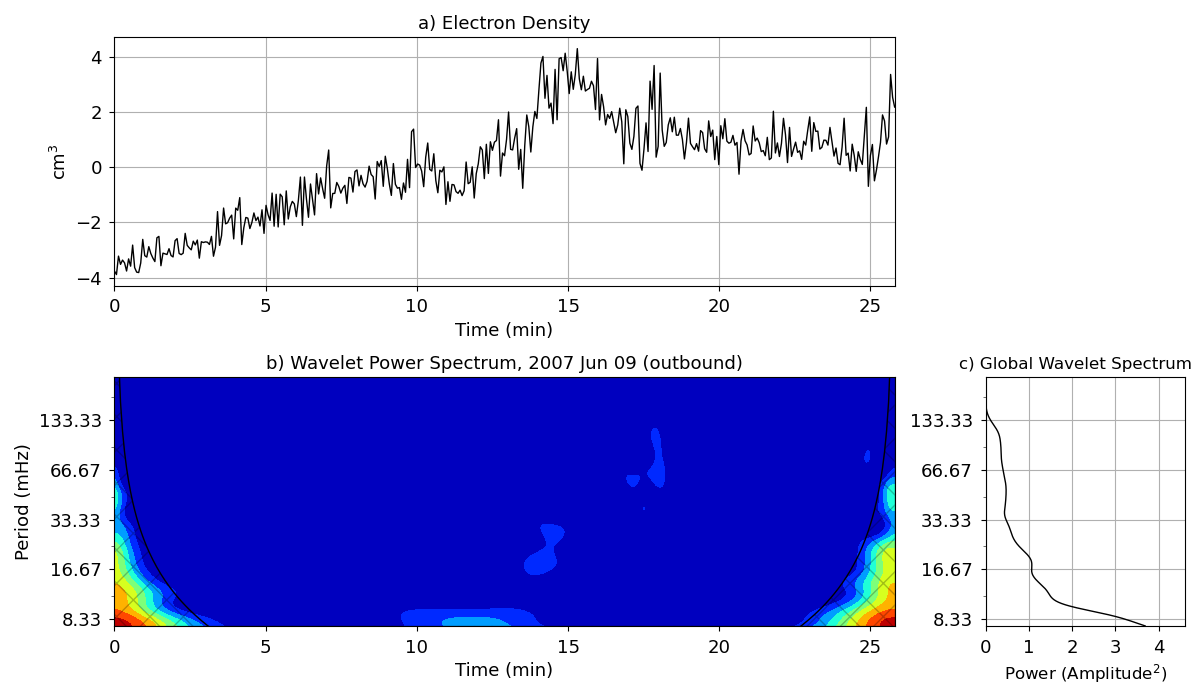 a) Electron Density
cm³
4
2
0
−2
−4
0 5 10 15 20 25
Time (min)
b) Wavelet Power Spectrum, 2007 Jun 09 (outbound)
Period (mHz)
133.33
66.67
33.33
16.67
8.33
0 5 10 15 20 25
Time (min)
c) Global Wavelet Spectrum
133.33
66.67
33.33
16.67
8.33
0 1 2 3 4
Power (Amplitude²)